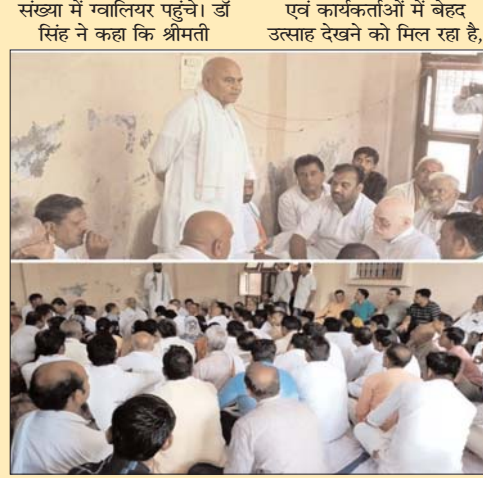 संख्या में ग्वालियर पहुंचे। डॉ
सिंह ने कहा कि श्रीमती
एवं कार्यकर्ताओं में बेहद
उत्साह देखने को मिल रहा है,